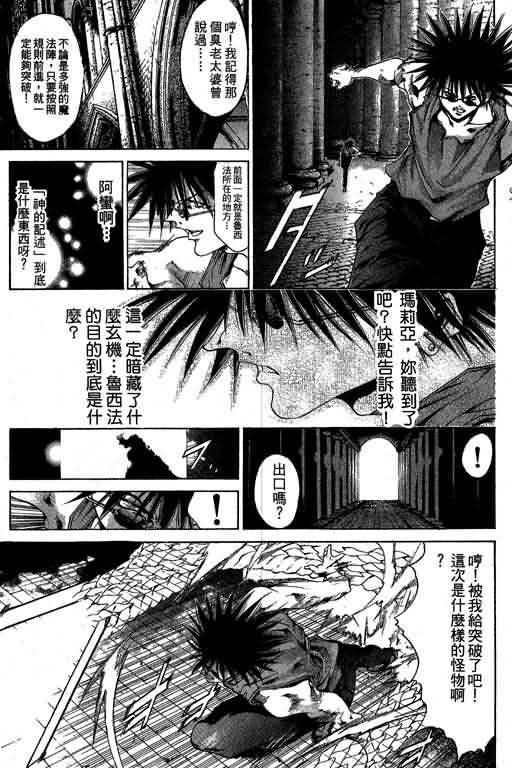 哼！我記得那
個臭老太婆曾
說過……
不論是多強的魔
法陣，只要按照
規則前進，就一
定能夠突破！
前面一定就是魯西
法所在的地方…
阿蠻啊…
「神的記述」到底
是什麼東西呀？
瑪莉亞，妳聽到了
吧？快點告訴我！
這一定暗藏了什
麼玄機…魯西法
的目的到底是什
麼？
！
出口嗎？
！
哼！被我給突破了吧！
這次是什麼樣的怪物啊
？